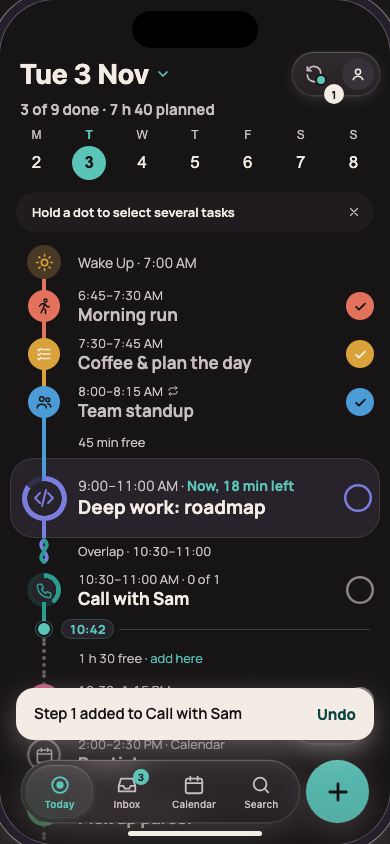 Tue 3 Nov
1
3 of 9 done · 7 h 40 planned
M T W T F S S
2 3 4 5 6 7 8
Hold a dot to select several tasks
Wake Up · 7:00 AM
6:45–7:30 AM
Morning run
7:30–7:45 AM
Coffee & plan the day
8:00–8:15 AM
Team standup
45 min free
9:00–11:00 AM · Now, 18 min left
Deep work: roadmap
Overlap · 10:30–11:00
10:30–11:00 AM · 0 of 1
Call with Sam
10:42
1 h 30 free · add here
Step 1 added to Call with Sam Undo
2:00–2:30 PM · Calendar
3
Today Inbox Calendar Search